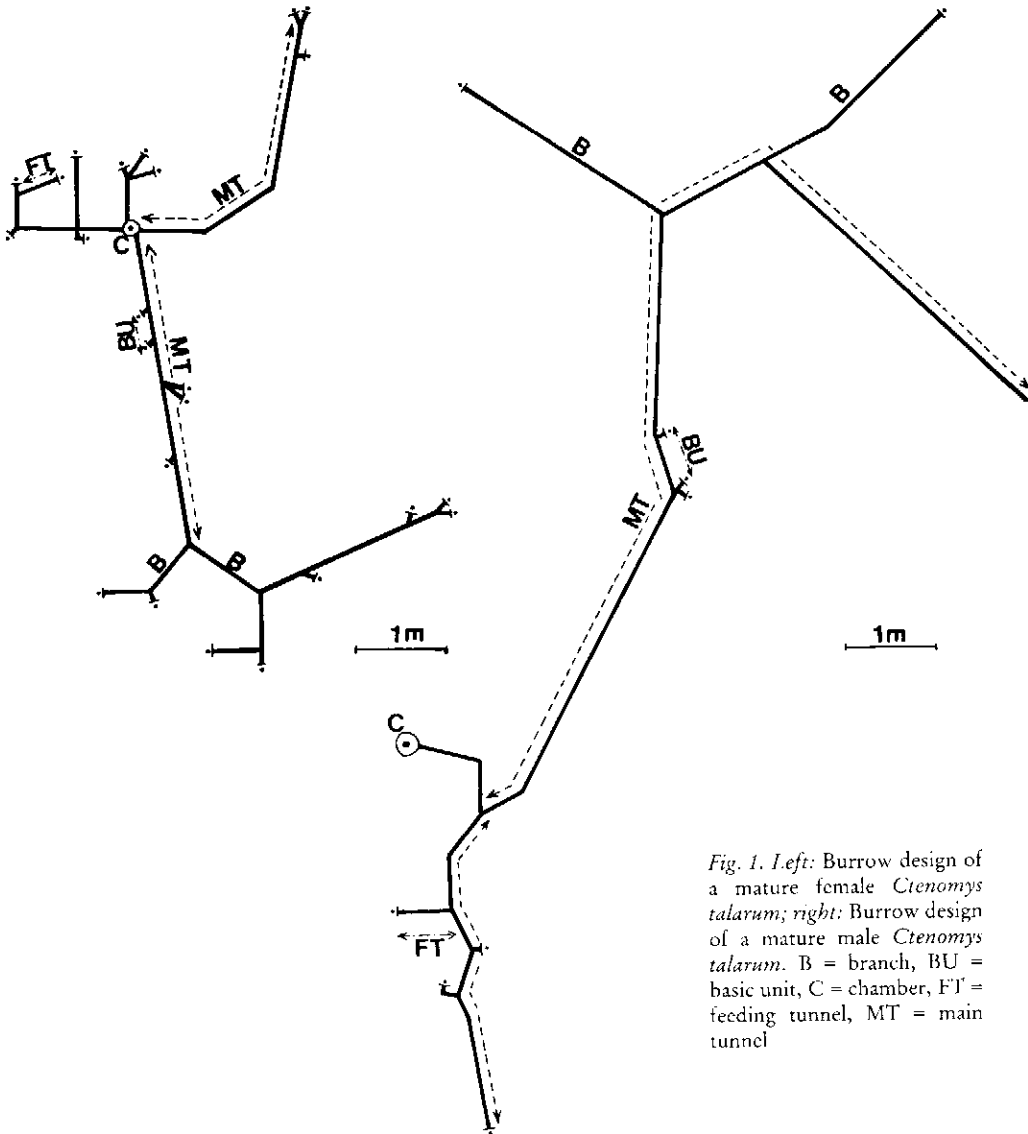 B
B
FT
MT
C
BU
MT
BU
MT
B
B
1m
1m
C
FT
Fig. 1. Left: Burrow design of
a mature female Ctenomys
talarum; right: Burrow design
of a mature male Ctenomys
talarum. B = branch, BU =
basic unit, C = chamber, FT =
feeding tunnel, MT = main
tunnel